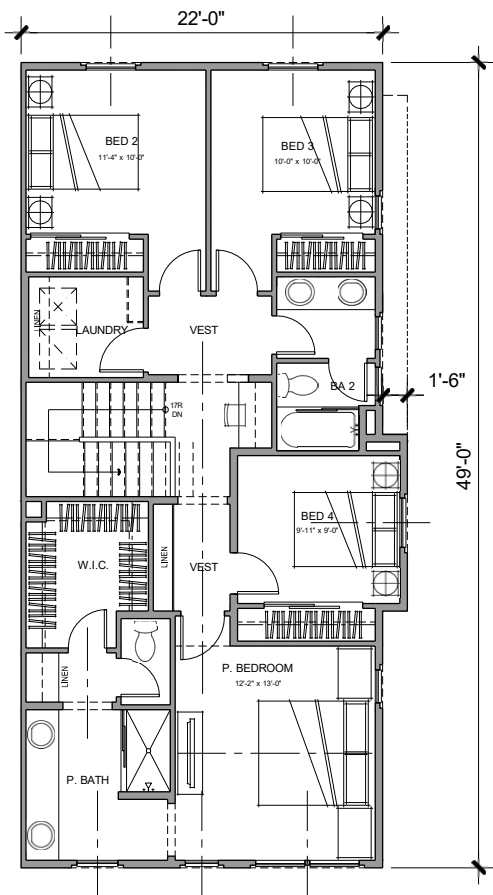 22'-0"
BED 2
11'-4" x 10'-0"
BED 3
10'-0" x 10'-0"
LINEN
LAUNDRY
VEST
BA 2
1'-6"
17R
DN
49'-0"
BED 4
9'-11" x 9'-0"
W.I.C.
LINEN
VEST
LINEN
P. BEDROOM
12'-2" x 13'-0"
P. BATH